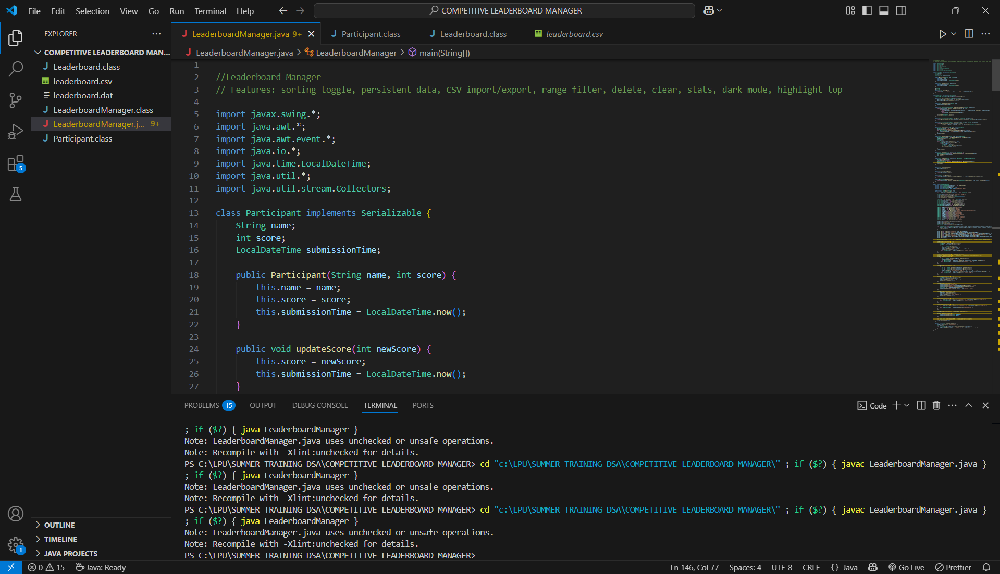 File Edit Selection View Go Run Terminal Help
COMPETITIVE LEADERBOARD MANAGER
EXPLORER
COMPETITIVE LEADERBOARD MAN...
Leaderboard.class
leaderboard.csv
leaderboard.dat
LeaderboardManager.class
LeaderboardManager.j... 9+
Participant.class
5
OUTLINE
TIMELINE
JAVA PROJECTS
1
LeaderboardManager.java 9+
Participant.class
Leaderboard.class
leaderboard.csv
LeaderboardManager.java > LeaderboardManager > main(String[])
1
2 //Leaderboard Manager
3 // Features: sorting toggle, persistent data, CSV import/export, range filter, delete, clear, stats, dark mode, highlight top
4
5 import javax.swing.*;
6 import java.awt.*;
7 import java.awt.event.*;
8 import java.io.*;
9 import java.time.LocalDateTime;
10 import java.util.*;
11 import java.util.stream.Collectors;
12
13 class Participant implements Serializable {
14 String name;
15 int score;
16 LocalDateTime submissionTime;
17
18 public Participant(String name, int score) {
19 this.name = name;
20 this.score = score;
21 this.submissionTime = LocalDateTime.now();
22 }
23
24 public void updateScore(int newScore) {
25 this.score = newScore;
26 this.submissionTime = LocalDateTime.now();
27 }
PROBLEMS 15 OUTPUT DEBUG CONSOLE TERMINAL PORTS
Code
; if ($?) { java LeaderboardManager }
Note: LeaderboardManager.java uses unchecked or unsafe operations.
Note: Recompile with -Xlint:unchecked for details.
PS C:\LPU\SUMMER TRAINING DSA\COMPETITIVE LEADERBOARD MANAGER> cd "c:\LPU\SUMMER TRAINING DSA\COMPETITIVE LEADERBOARD MANAGER\" ; if ($?) { javac LeaderboardManager.java }
; if ($?) { java LeaderboardManager }
Note: LeaderboardManager.java uses unchecked or unsafe operations.
Note: Recompile with -Xlint:unchecked for details.
PS C:\LPU\SUMMER TRAINING DSA\COMPETITIVE LEADERBOARD MANAGER> cd "c:\LPU\SUMMER TRAINING DSA\COMPETITIVE LEADERBOARD MANAGER\" ; if ($?) { javac LeaderboardManager.java }
; if ($?) { java LeaderboardManager }
Note: LeaderboardManager.java uses unchecked or unsafe operations.
Note: Recompile with -Xlint:unchecked for details.
PS C:\LPU\SUMMER TRAINING DSA\COMPETITIVE LEADERBOARD MANAGER>
0 15 Java: Ready
Ln 146, Col 77 Spaces: 4 UTF-8 CRLF {} Java Go Live Prettier